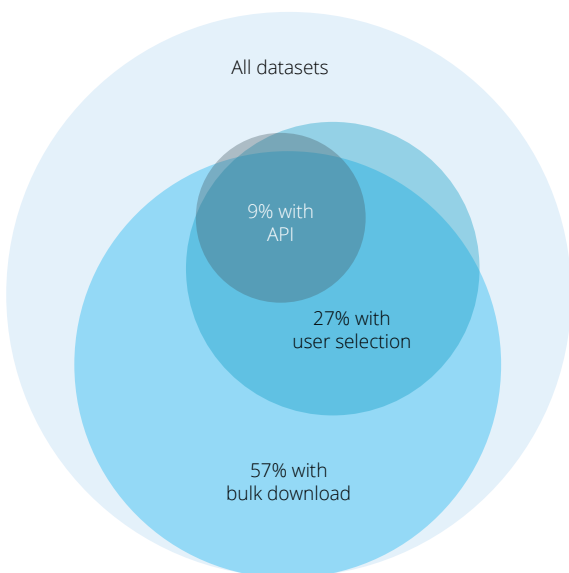 All datasets
9% with
API
27% with
user selection
57% with
bulk download